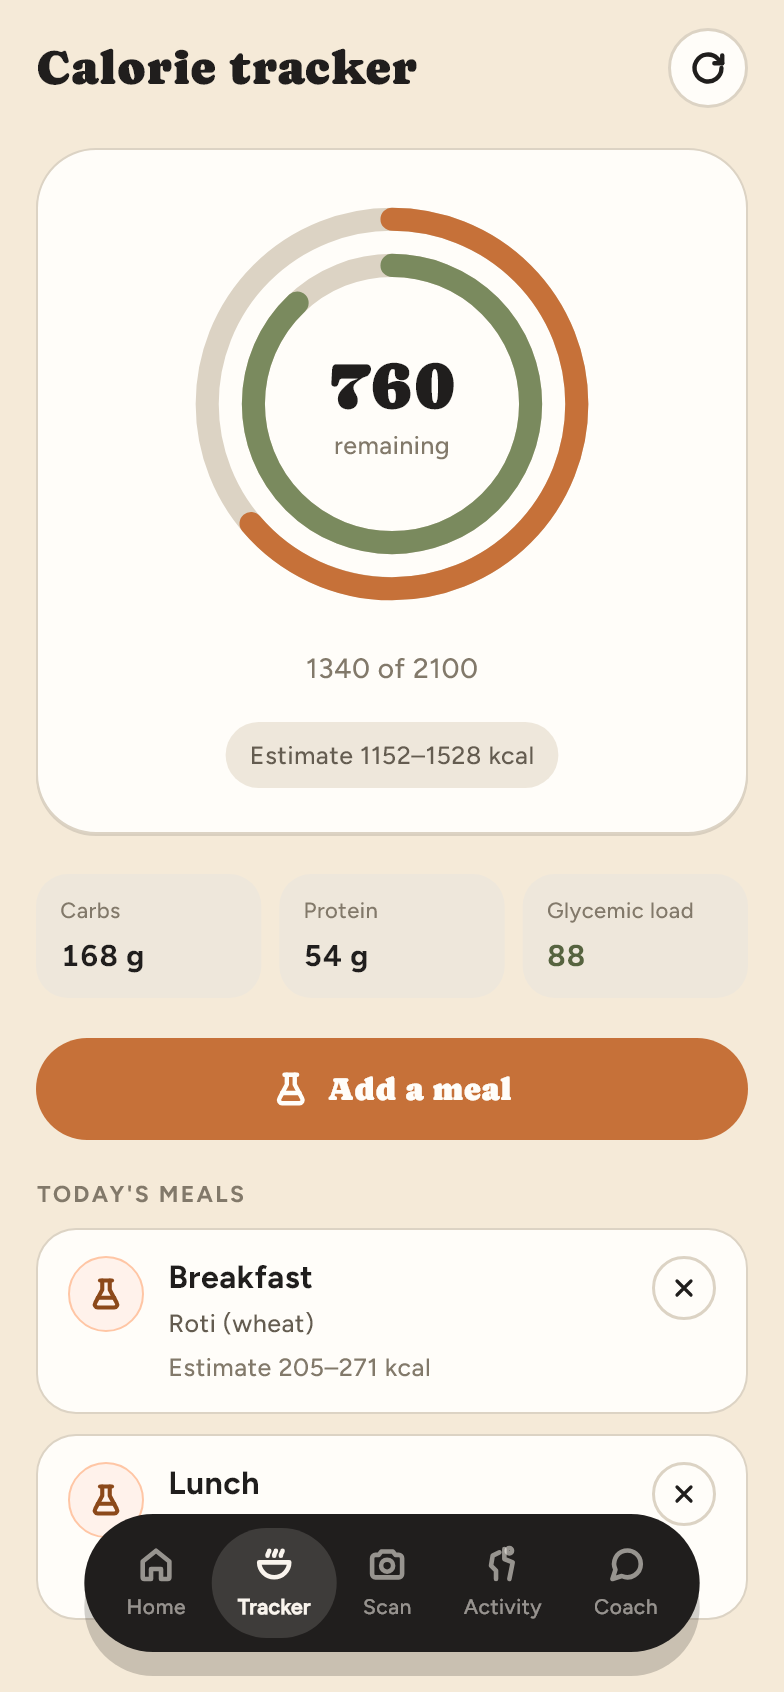 Calorie tracker
760
remaining
1340 of 2100
Estimate 1152–1528 kcal
Carbs
168 g
Protein
54 g
Glycemic load
88
Add a meal
TODAY'S MEALS
Breakfast
Roti (wheat)
Estimate 205–271 kcal
Lunch
Home
Tracker
Scan
Activity
Coach